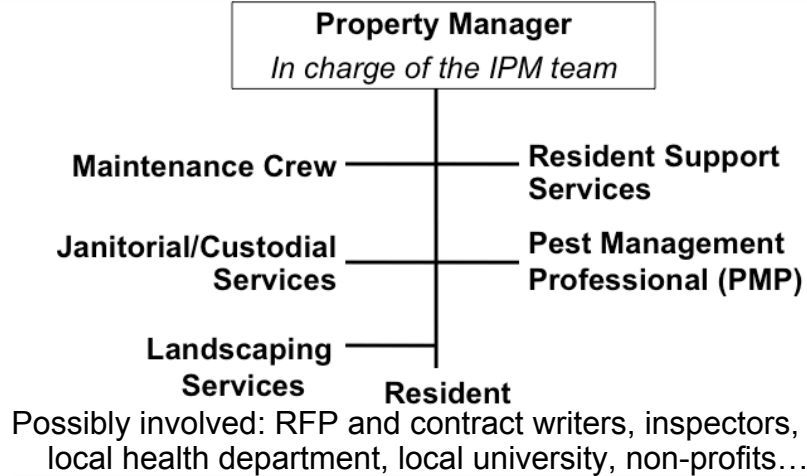 Property Manager
In charge of the IPM team
Maintenance Crew
Resident Support
Services
Janitorial/Custodial
Services
Pest Management
Professional (PMP)
Landscaping
Services
Resident
Possibly involved: RFP and contract writers, inspectors,
local health department, local university, non-profits…